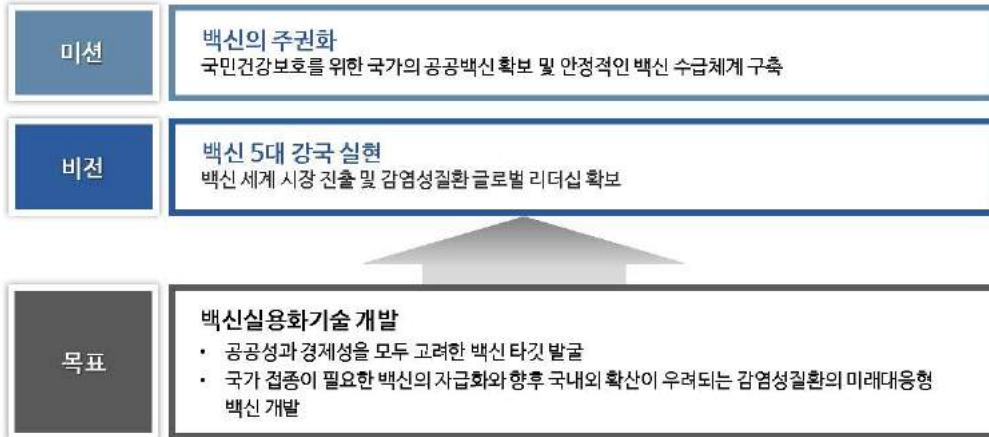 미션
백신의 주권화
국민건강보호를 위한 국가의 공공백신 확보 및 안정적인 백신 수급체계 구축
비전
백신 5대 강국 실현
백신 세계 시장 진출 및 감염성질환 글로벌 리더십 확보
목표
백신실용화기술 개발
• 공공성과 경제성을 모두 고려한 백신 타깃 발굴
• 국가 접종이 필요한 백신의 자급화와 향후 국내외 확산이 우려되는 감염성질환의 미래대응형
백신 개발